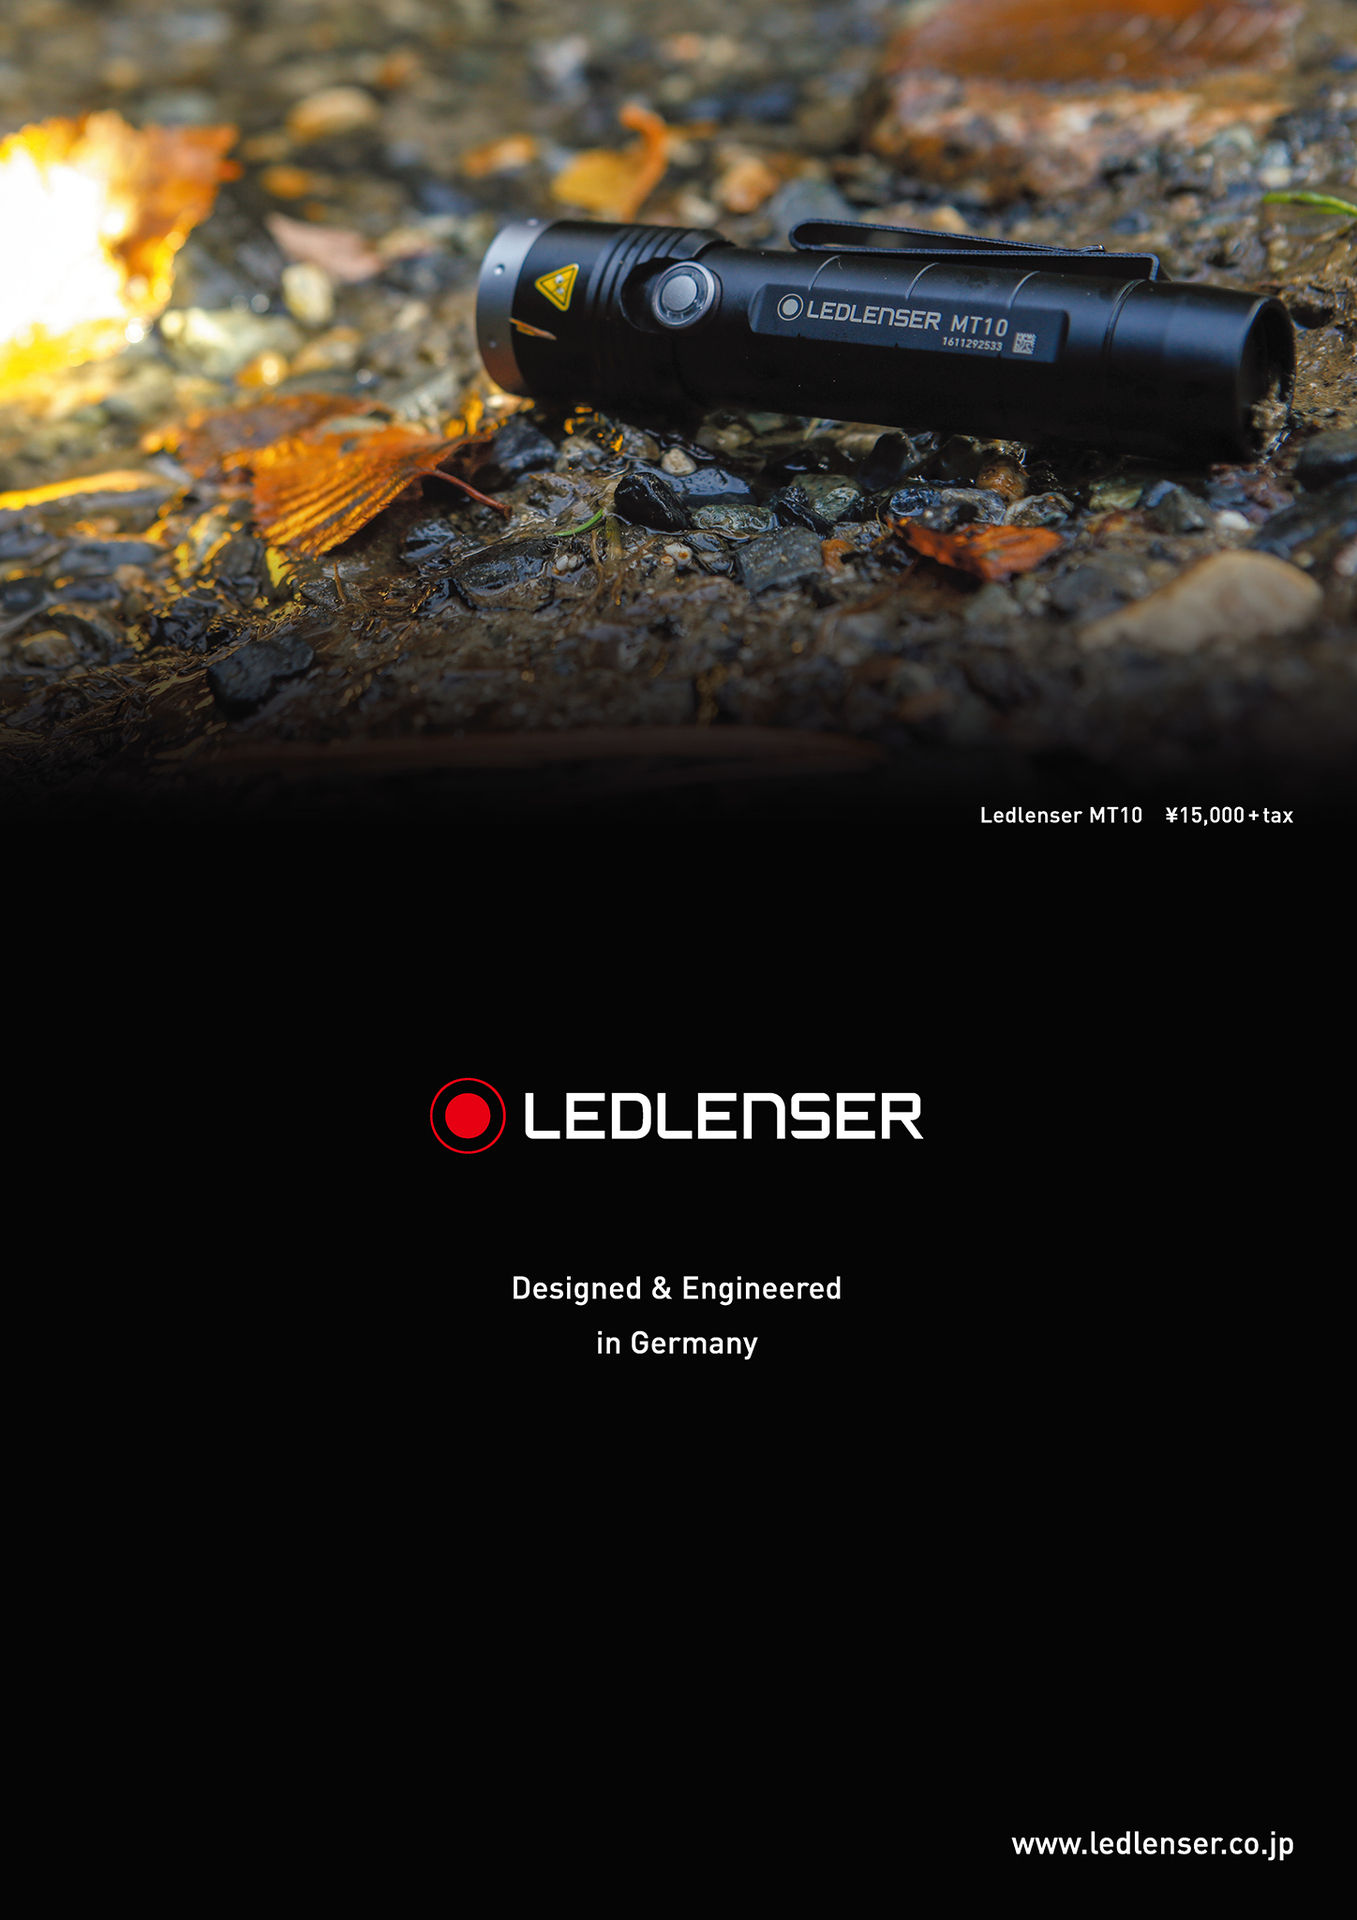 LEDLENSER MT10
1611292533
Ledlenser MT10 ¥15,000+tax
LEDLENSER
Designed & Engineered
in Germany
www.ledlenser.co.jp